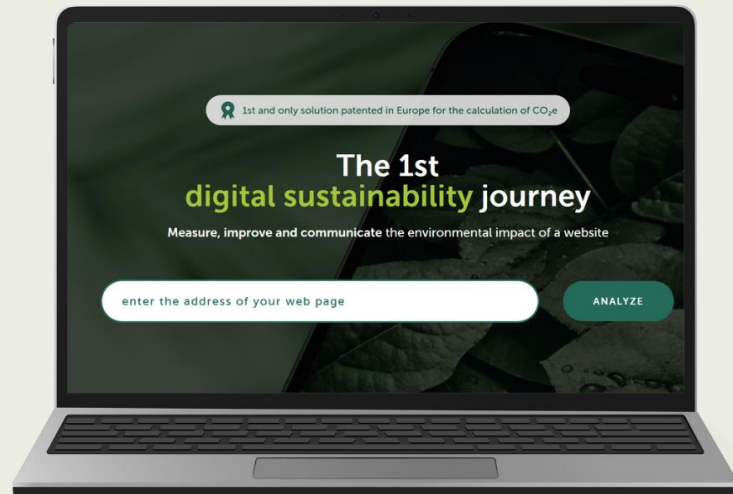 1st and only solution patented in Europe for the calculation of CO₂e
The 1st
digital sustainability journey
Measure, improve and communicate the environmental impact of a website
enter the address of your web page
ANALYZE